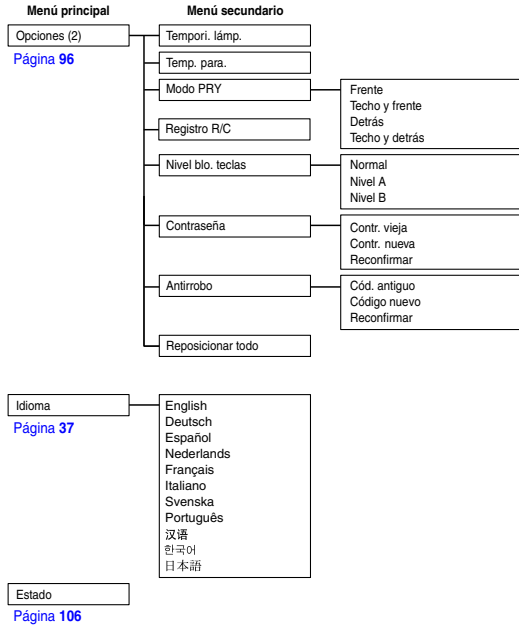 Menú principal
Menú secundario
Opciones (2)
Página 96
Tempori. lámp.
Temp. para.
Modo PRY
Frente
Techo y frente
Detrás
Techo y detrás
Registro R/C
Nivel blo. teclas
Normal
Nivel A
Nivel B
Contraseña
Contr. vieja
Contr. nueva
Reconfirmar
Antirrobo
Cód. antiguo
Código nuevo
Reconfirmar
Reposicionar todo
Idioma
Página 37
English
Deutsch
Español
Nederlands
Français
Italiano
Svenska
Português
汉语
한국어
日本語
Estado
Página 106